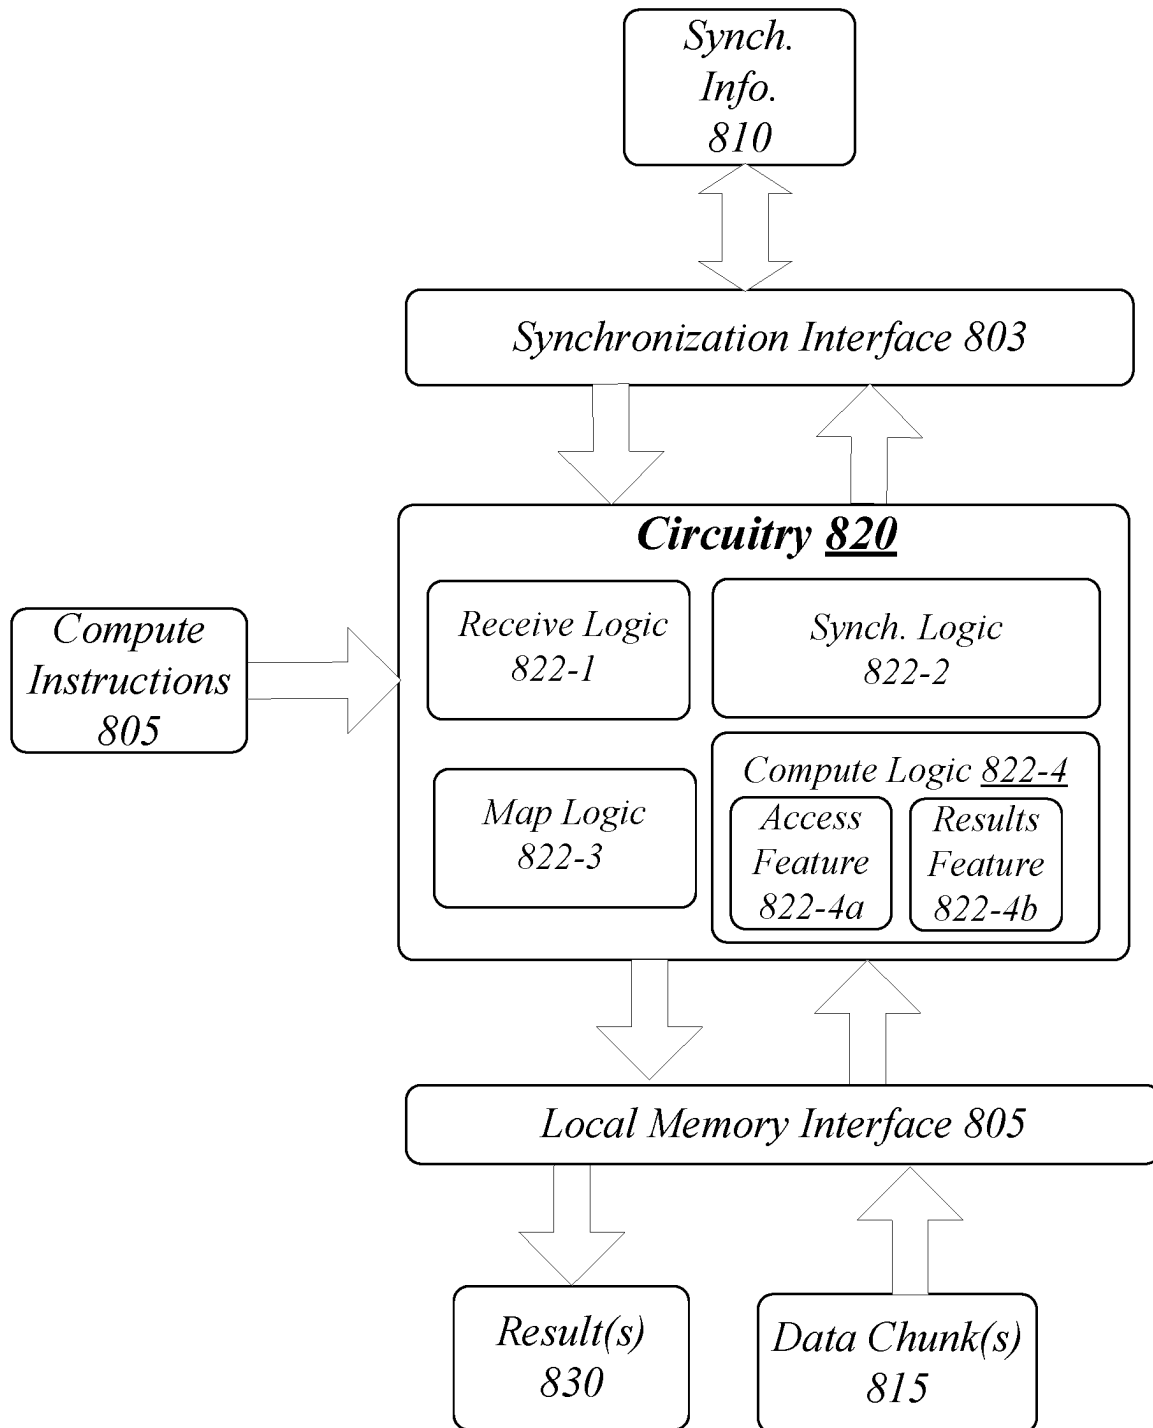 Synch.
Info.
810
Synchronization Interface 803
Circuitry 820
Receive Logic
822-1
Synch. Logic
822-2
Compute
Instructions
805
Map Logic
822-3
Compute Logic 822-4
Access
Feature
822-4a
Results
Feature
822-4b
Local Memory Interface 805
Result(s)
830
Data Chunk(s)
815